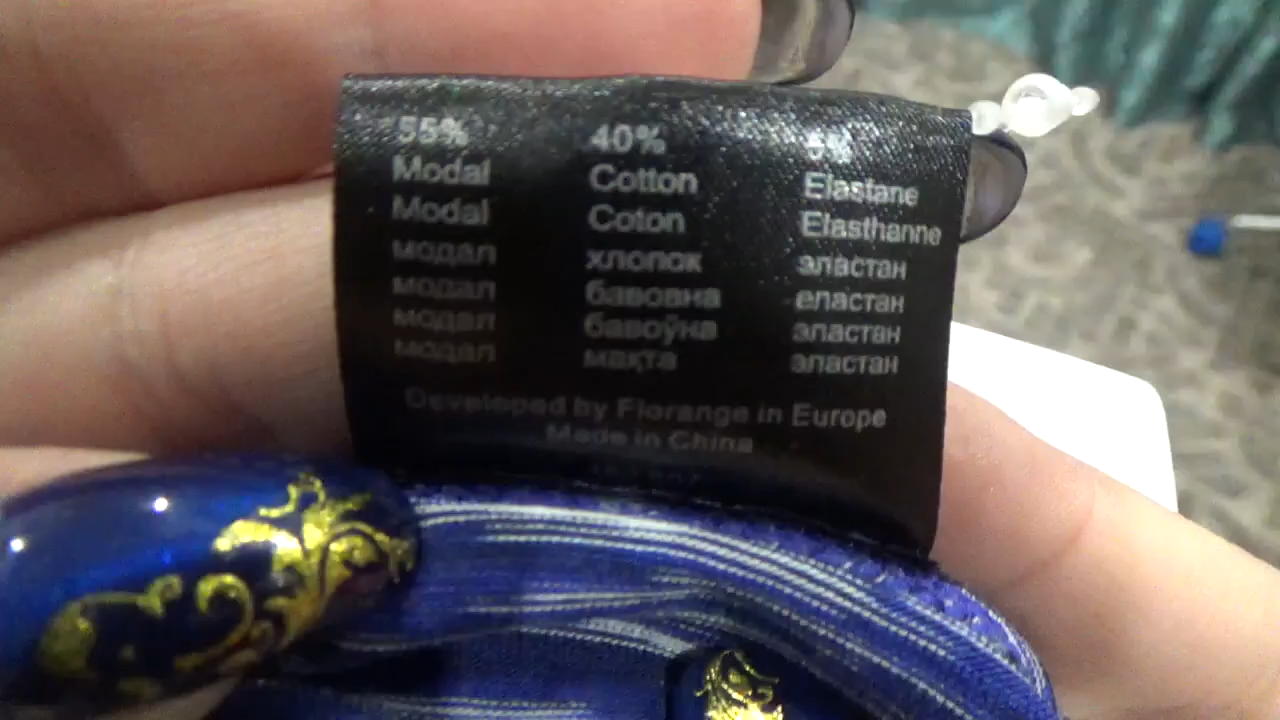 55% 40% 5%
Modal Cotton Elastane
Modal Coton Elasthanne
модал хлопок эластан
модал бавовна еластан
модал бавоўна эластан
модал мақта эластан
Developed by Florange in Europe
Made in China